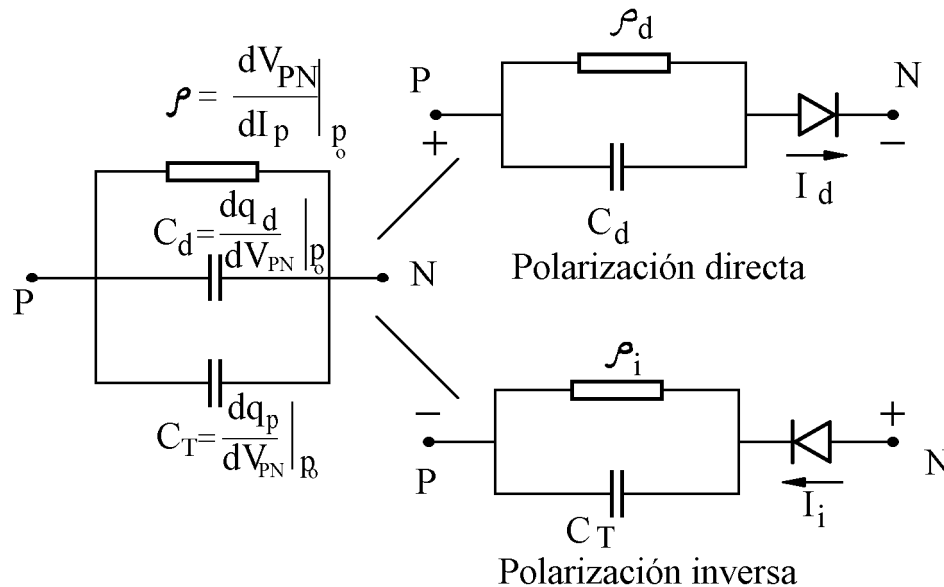 ρ = dV_PN / dI_p |p_o
C_d = dq_d / dV_PN |p_o
P
N
C_T = dq_p / dV_PN |p_o
ρ_d
P
N
+
−
I_d
C_d
Polarización directa
ρ_i
−
+
P
N
I_i
C_T
Polarización inversa